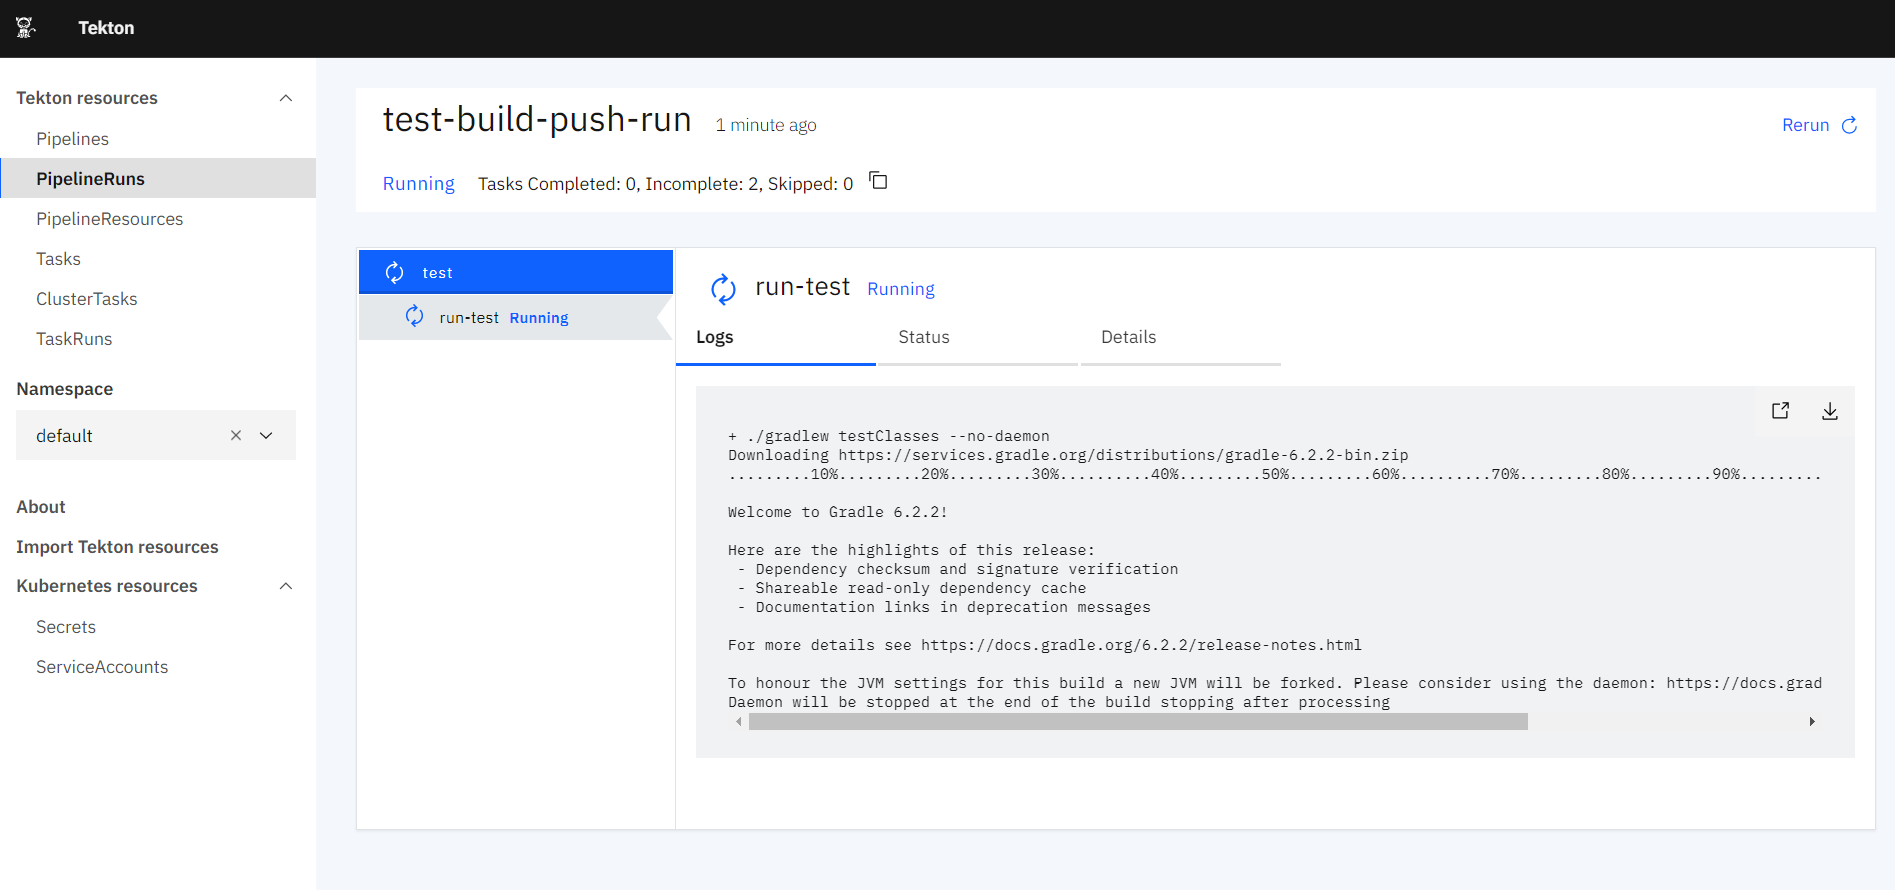 Tekton
Tekton resources
Pipelines
PipelineRuns
PipelineResources
Tasks
ClusterTasks
TaskRuns
Namespace
default
About
Import Tekton resources
Kubernetes resources
Secrets
ServiceAccounts
test-build-push-run 1 minute ago
Rerun
Running Tasks Completed: 0, Incomplete: 2, Skipped: 0
test
run-test Running
run-test Running
Logs Status Details
+ ./gradlew testClasses --no-daemon
Downloading https://services.gradle.org/distributions/gradle-6.2.2-bin.zip
.........10%.........20%.........30%..........40%.........50%.........60%..........70%.........80%.........90%.........
Welcome to Gradle 6.2.2!
Here are the highlights of this release:
- Dependency checksum and signature verification
- Shareable read-only dependency cache
- Documentation links in deprecation messages
For more details see https://docs.gradle.org/6.2.2/release-notes.html
To honour the JVM settings for this build a new JVM will be forked. Please consider using the daemon: https://docs.grad
Daemon will be stopped at the end of the build stopping after processing